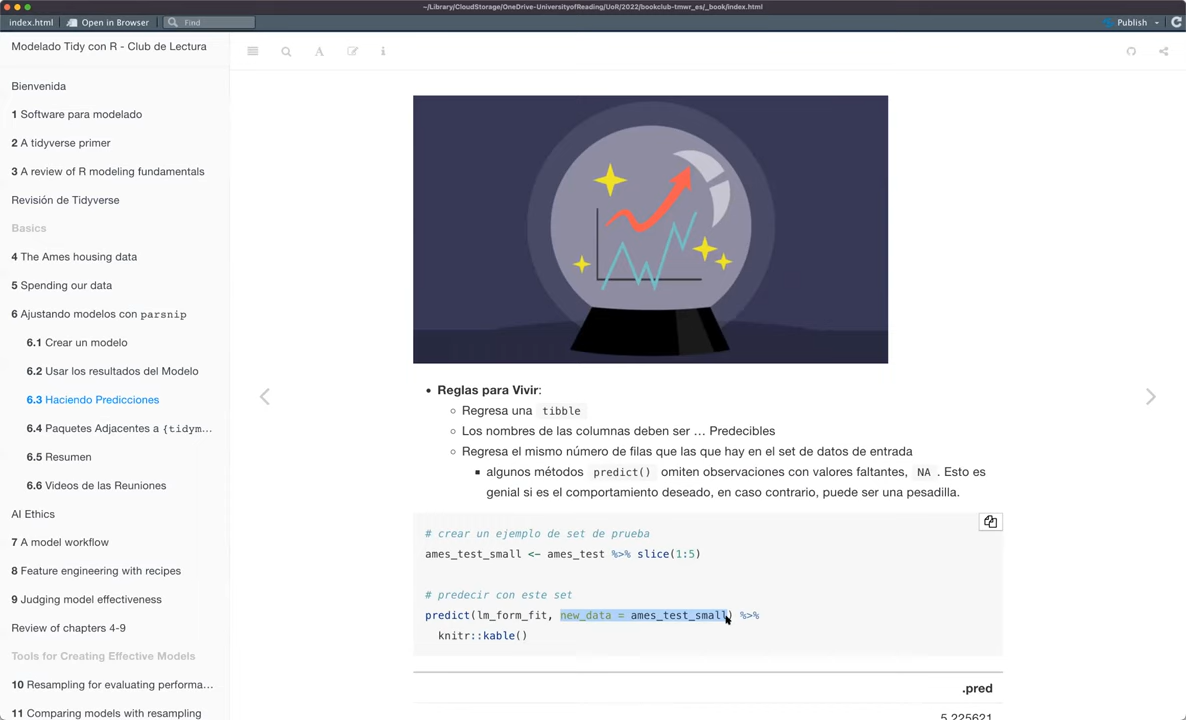 ~/Library/CloudStorage/OneDrive-UniversityofReading/UoR/2022/bookclub-tmwr_es/_book/index.html
index.html
Open in Browser
Find
Publish
Modelado Tidy con R - Club de Lectura
Bienvenida
1 Software para modelado
2 A tidyverse primer
3 A review of R modeling fundamentals
Revisión de Tidyverse
Basics
4 The Ames housing data
5 Spending our data
6 Ajustando modelos con parsnip
6.1 Crear un modelo
6.2 Usar los resultados del Modelo
6.3 Haciendo Predicciones
6.4 Paquetes Adjacentes a {tidym...
6.5 Resumen
6.6 Videos de las Reuniones
AI Ethics
7 A model workflow
8 Feature engineering with recipes
9 Judging model effectiveness
Review of chapters 4-9
Tools for Creating Effective Models
10 Resampling for evaluating performa...
11 Comparing models with resampling
Reglas para Vivir:
Regresa una tibble
Los nombres de las columnas deben ser ... Predecibles
Regresa el mismo número de filas que las que hay en el set de datos de entrada
algunos métodos predict() omiten observaciones con valores faltantes, NA . Esto es
genial si es el comportamiento deseado, en caso contrario, puede ser una pesadilla.
# crear un ejemplo de set de prueba
ames_test_small <- ames_test %>% slice(1:5)
# predecir con este set
predict(lm_form_fit, new_data = ames_test_small) %>%
knitr::kable()
.pred
5.225621